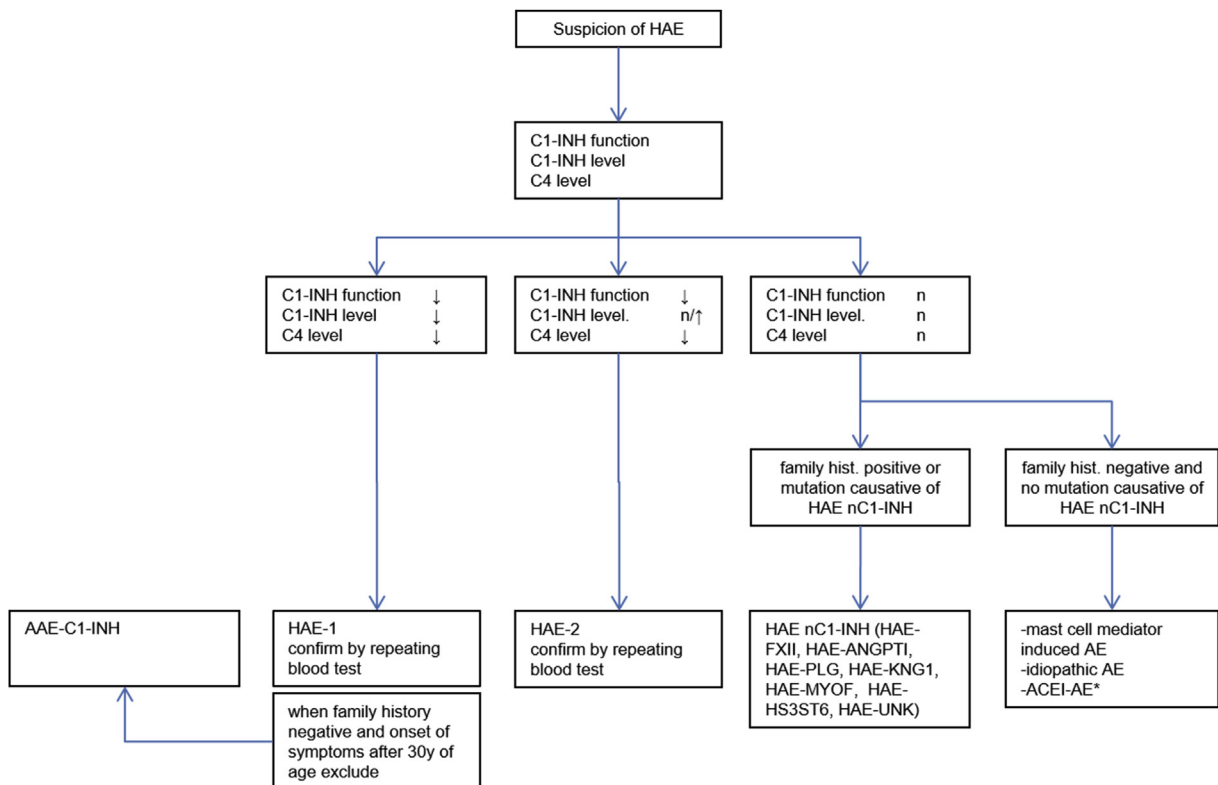 Suspicion of HAE
C1-INH function
C1-INH level
C4 level
C1-INH function ↓
C1-INH level ↓
C4 level ↓
C1-INH function ↓
C1-INH level. n/↑
C4 level ↓
C1-INH function n
C1-INH level. n
C4 level n
family hist. positive or
mutation causative of
HAE nC1-INH
family hist. negative and
no mutation causative of
HAE nC1-INH
AAE-C1-INH
HAE-1
confirm by repeating
blood test
HAE-2
confirm by repeating
blood test
HAE nC1-INH (HAE-
FXII, HAE-ANGPTI,
HAE-PLG, HAE-KNG1,
HAE-MYOF, HAE-
HS3ST6, HAE-UNK)
-mast cell mediator
induced AE
-idiopathic AE
-ACEI-AE*
when family history
negative and onset of
symptoms after 30y of
age exclude